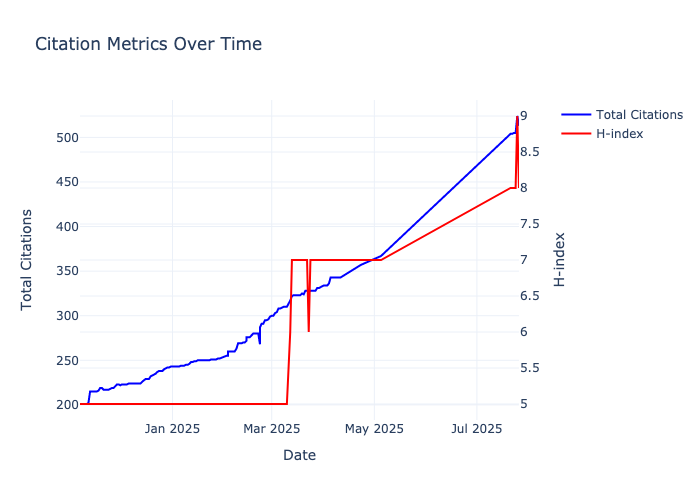 Citation Metrics Over Time
Total Citations
H-index
500
450
400
350
300
250
200
9
8.5
8
7.5
7
6.5
6
5.5
5
Jan 2025
Mar 2025
May 2025
Jul 2025
Date
Total Citations
H-index